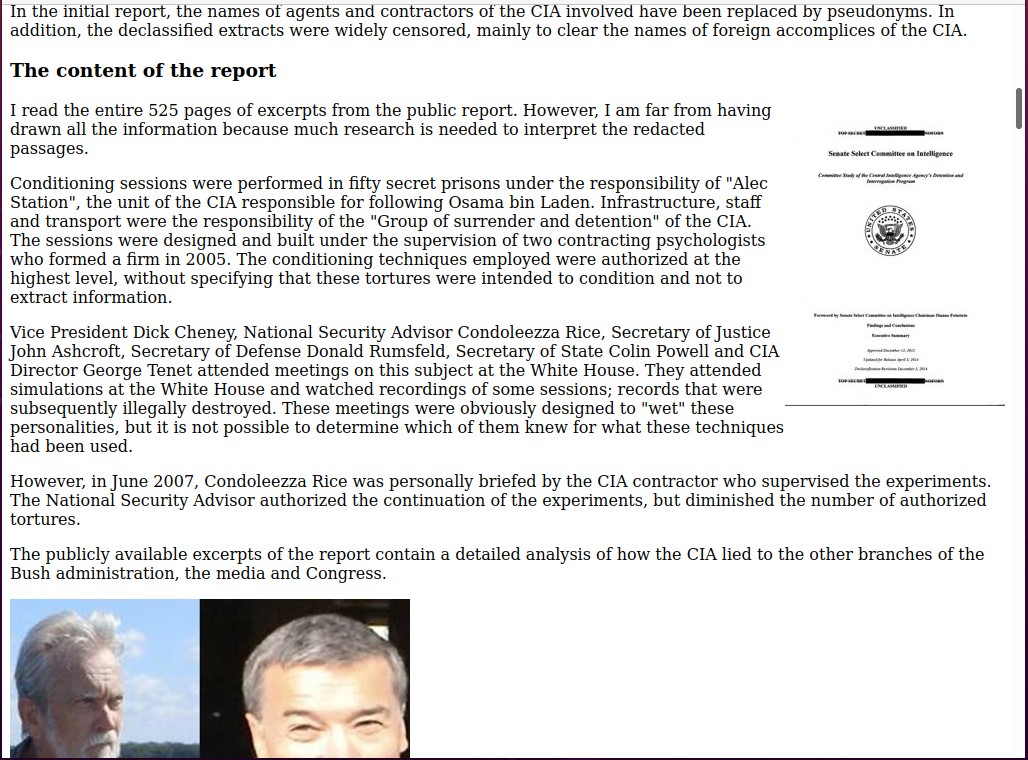 In the initial report, the names of agents and contractors of the CIA involved have been replaced by pseudonyms. In
addition, the declassified extracts were widely censored, mainly to clear the names of foreign accomplices of the CIA.
The content of the report
I read the entire 525 pages of excerpts from the public report. However, I am far from having
drawn all the information because much research is needed to interpret the redacted
passages.
Conditioning sessions were performed in fifty secret prisons under the responsibility of "Alec
Station", the unit of the CIA responsible for following Osama bin Laden. Infrastructure, staff
and transport were the responsibility of the "Group of surrender and detention" of the CIA.
The sessions were designed and built under the supervision of two contracting psychologists
who formed a firm in 2005. The conditioning techniques employed were authorized at the
highest level, without specifying that these tortures were intended to condition and not to
extract information.
Vice President Dick Cheney, National Security Advisor Condoleezza Rice, Secretary of Justice
John Ashcroft, Secretary of Defense Donald Rumsfeld, Secretary of State Colin Powell and CIA
Director George Tenet attended meetings on this subject at the White House. They attended
simulations at the White House and watched recordings of some sessions; records that were
subsequently illegally destroyed. These meetings were obviously designed to "wet" these
personalities, but it is not possible to determine which of them knew for what these techniques
had been used.
However, in June 2007, Condoleezza Rice was personally briefed by the CIA contractor who supervised the experiments.
The National Security Advisor authorized the continuation of the experiments, but diminished the number of authorized
tortures.
The publicly available excerpts of the report contain a detailed analysis of how the CIA lied to the other branches of the
Bush administration, the media and Congress.
UNCLASSIFIED
TOP SECRET NOFORN
Senate Select Committee on Intelligence
Committee Study of the Central Intelligence Agency's Detention and
Interrogation Program
UNITED STATES
SENATE
Foreword by Senate Select Committee on Intelligence Chairman Dianne Feinstein
Findings and Conclusions
Executive Summary
Approved December 13, 2012
Updated for Release April 3, 2014
Declassification Revisions December 3, 2014
TOP SECRET NOFORN
UNCLASSIFIED